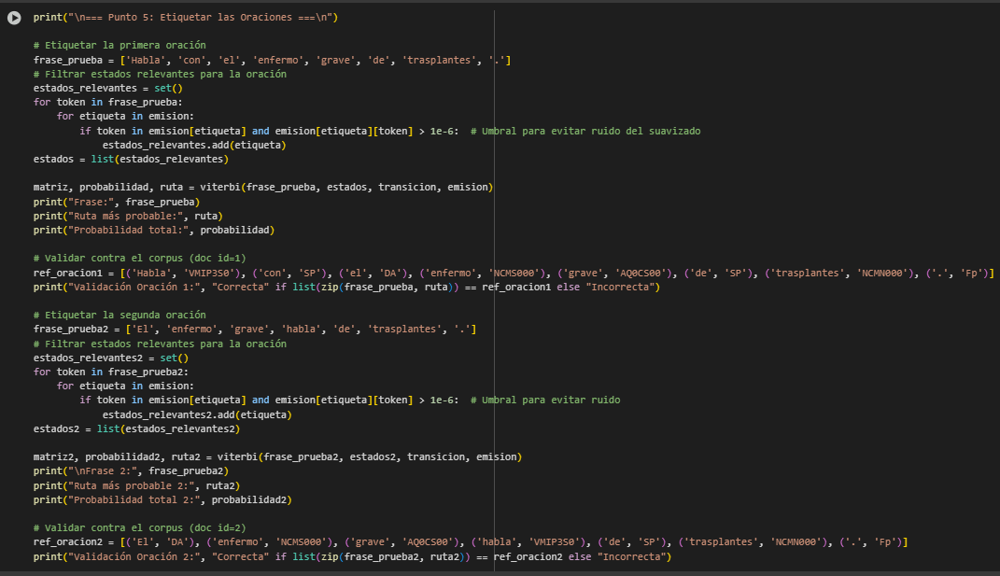 print("\n=== Punto 5: Etiquetar las Oraciones ===\n")
# Etiquetar la primera oración
frase_prueba = ['Habla', 'con', 'el', 'enfermo', 'grave', 'de', 'trasplantes', '.']
# Filtrar estados relevantes para la oración
estados_relevantes = set()
for token in frase_prueba:
    for etiqueta in emision:
        if token in emision[etiqueta] and emision[etiqueta][token] > 1e-6:  # Umbral para evitar ruido del suavizado
            estados_relevantes.add(etiqueta)
estados = list(estados_relevantes)
matriz, probabilidad, ruta = viterbi(frase_prueba, estados, transicion, emision)
print("Frase:", frase_prueba)
print("Ruta más probable:", ruta)
print("Probabilidad total:", probabilidad)
# Validar contra el corpus (doc id=1)
ref_oracion1 = [('Habla', 'VMIP3S0'), ('con', 'SP'), ('el', 'DA'), ('enfermo', 'NCMS000'), ('grave', 'AQ0CS00'), ('de', 'SP'), ('trasplantes', 'NCMN000'), ('.', 'Fp')]
print("Validación Oración 1:", "Correcta" if list(zip(frase_prueba, ruta)) == ref_oracion1 else "Incorrecta")
# Etiquetar la segunda oración
frase_prueba2 = ['El', 'enfermo', 'grave', 'habla', 'de', 'trasplantes', '.']
# Filtrar estados relevantes para la oración
estados_relevantes2 = set()
for token in frase_prueba2:
    for etiqueta in emision:
        if token in emision[etiqueta] and emision[etiqueta][token] > 1e-6:  # Umbral para evitar ruido
            estados_relevantes2.add(etiqueta)
estados2 = list(estados_relevantes2)
matriz2, probabilidad2, ruta2 = viterbi(frase_prueba2, estados2, transicion, emision)
print("\nFrase 2:", frase_prueba2)
print("Ruta más probable 2:", ruta2)
print("Probabilidad total 2:", probabilidad2)
# Validar contra el corpus (doc id=2)
ref_oracion2 = [('El', 'DA'), ('enfermo', 'NCMS000'), ('grave', 'AQ0CS00'), ('habla', 'VMIP3S0'), ('de', 'SP'), ('trasplantes', 'NCMN000'), ('.', 'Fp')]
print("Validación Oración 2:", "Correcta" if list(zip(frase_prueba2, ruta2)) == ref_oracion2 else "Incorrecta")